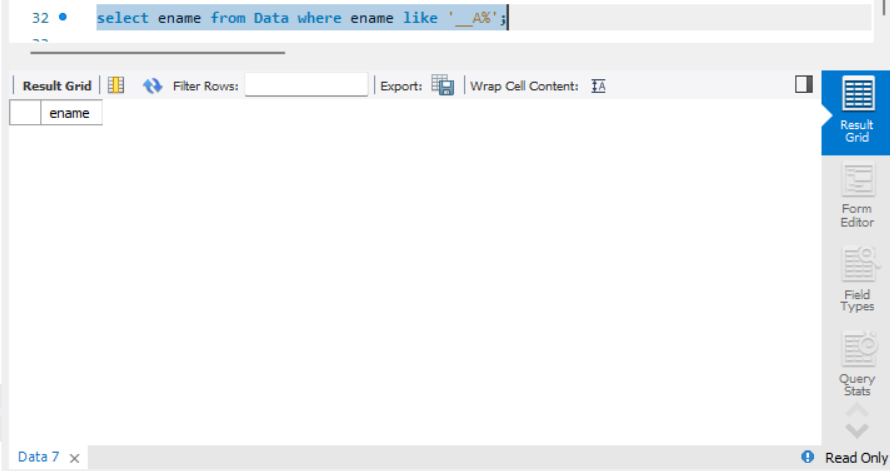 32 select ename from Data where ename like '__A%';
Result Grid Filter Rows: Export: Wrap Cell Content: IA
ename
Result
Grid
Form
Editor
Field
Types
Query
Stats
Data 7 × Read Only